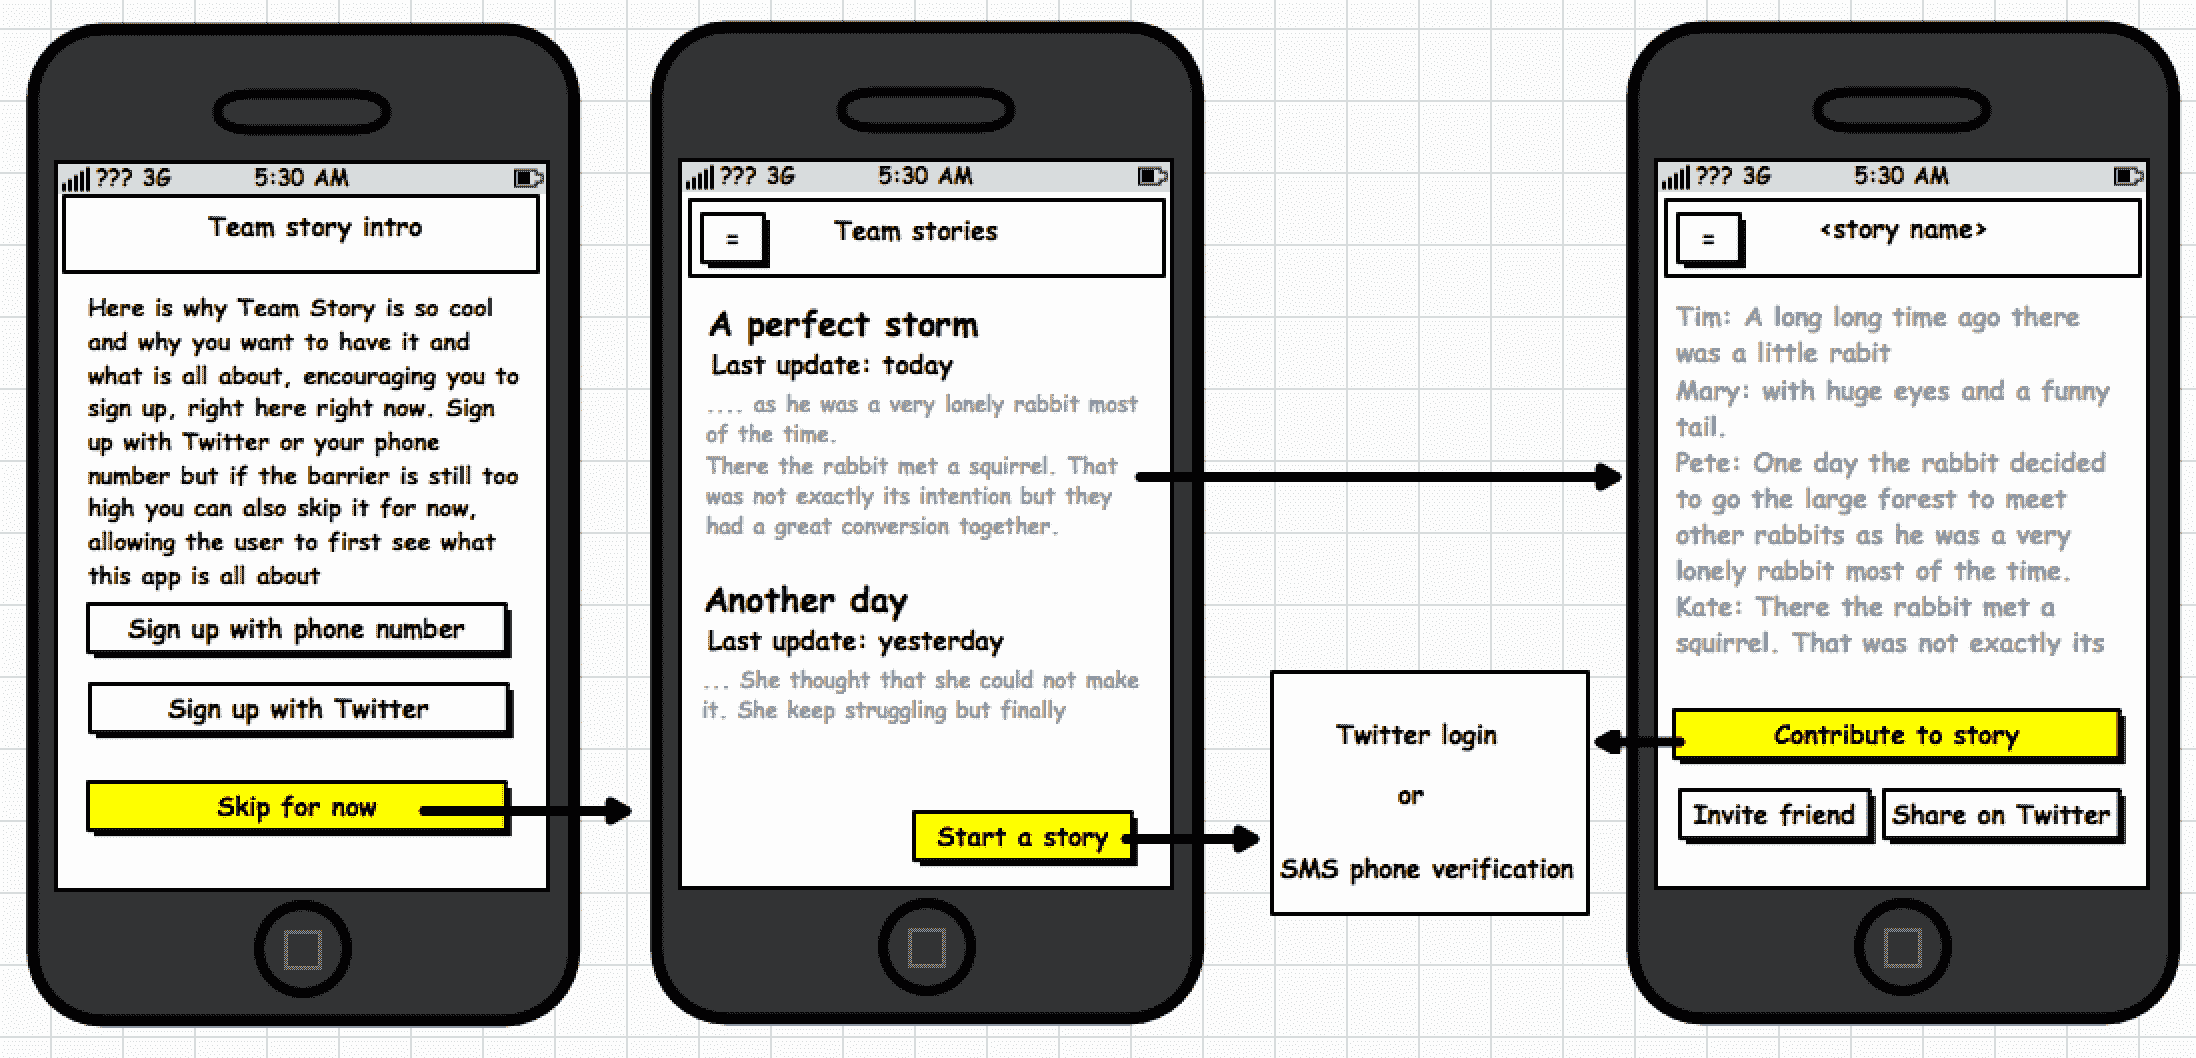 ??? 3G 5:30 AM
Team story intro
Here is why Team Story is so cool
and why you want to have it and
what is all about, encouraging you to
sign up, right here right now. Sign
up with Twitter or your phone
number but if the barrier is still too
high you can also skip it for now,
allowing the user to first see what
this app is all about
Sign up with phone number
Sign up with Twitter
Skip for now
??? 3G 5:30 AM
= Team stories
A perfect storm
Last update: today
.... as he was a very lonely rabbit most
of the time.
There the rabbit met a squirrel. That
was not exactly its intention but they
had a great conversion together.
Another day
Last update: yesterday
... She thought that she could not make
it. She keep struggling but finally
Start a story
Twitter login
or
SMS phone verification
??? 3G 5:30 AM
= <story name>
Tim: A long long time ago there
was a little rabit
Mary: with huge eyes and a funny
tail.
Pete: One day the rabbit decided
to go the large forest to meet
other rabbits as he was a very
lonely rabbit most of the time.
Kate: There the rabbit met a
squirrel. That was not exactly its
Contribute to story
Invite friend Share on Twitter